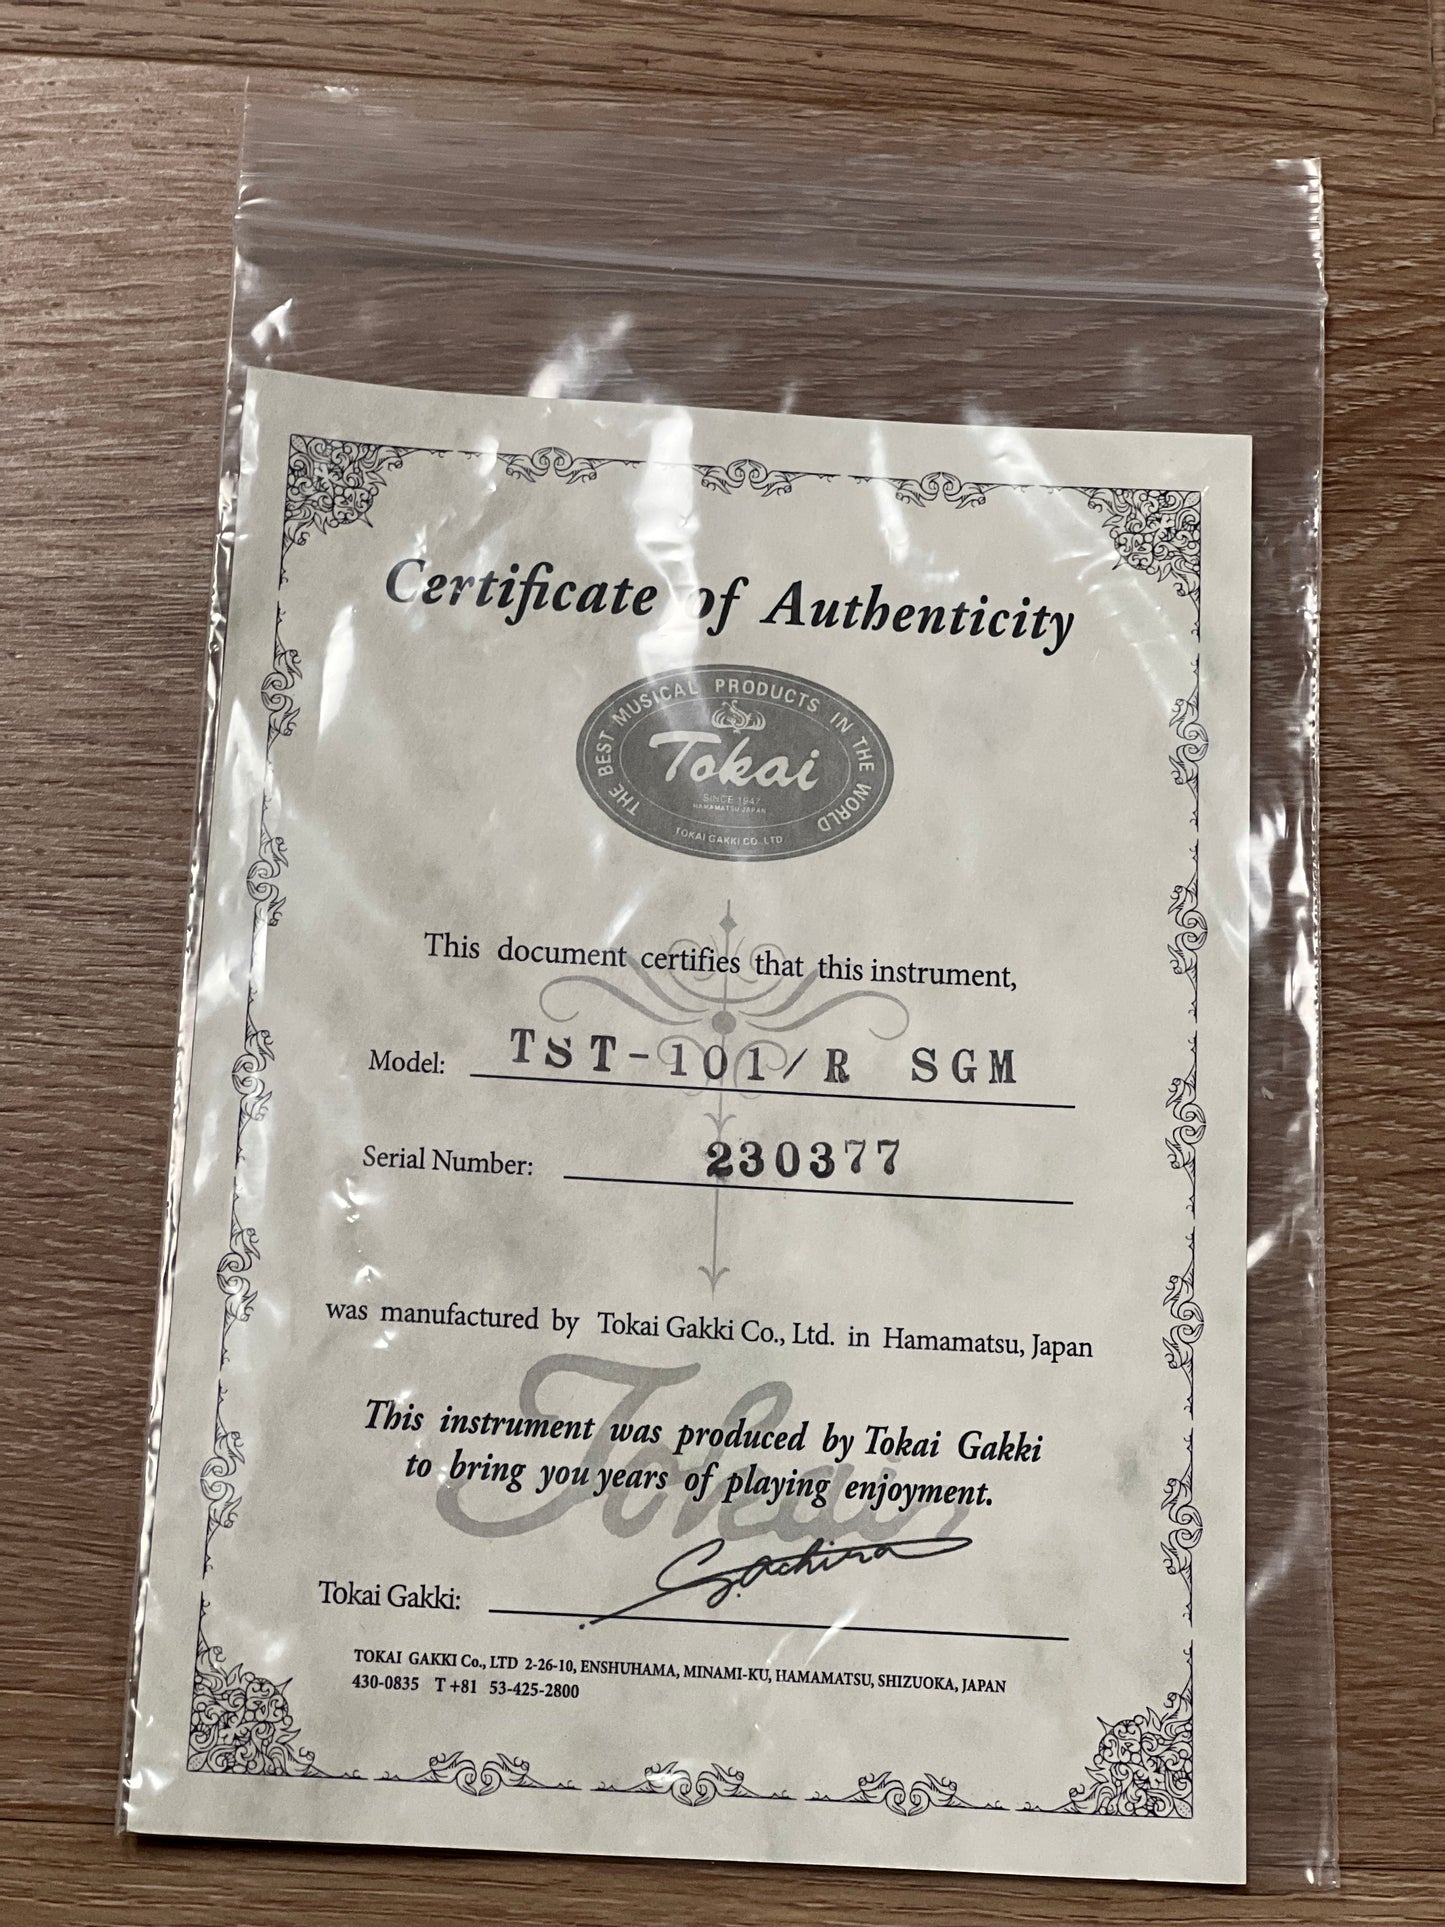 Certificate of Authenticity
THE BEST MUSICAL PRODUCTS IN THE WORLD
Tokai
SINCE 1947
HAMAMATSU JAPAN
TOKAI GAKKI CO. LTD
This document certifies that this instrument,
Model: TST-101/R SGM
Serial Number: 230377
was manufactured by Tokai Gakki Co., Ltd. in Hamamatsu, Japan
Tokai
This instrument was produced by Tokai Gakki
to bring you years of playing enjoyment.
Tokai Gakki:
TOKAI GAKKI Co., LTD 2-26-10, ENSHUHAMA, MINAMI-KU, HAMAMATSU, SHIZUOKA, JAPAN
430-0835 T +81 53-425-2800